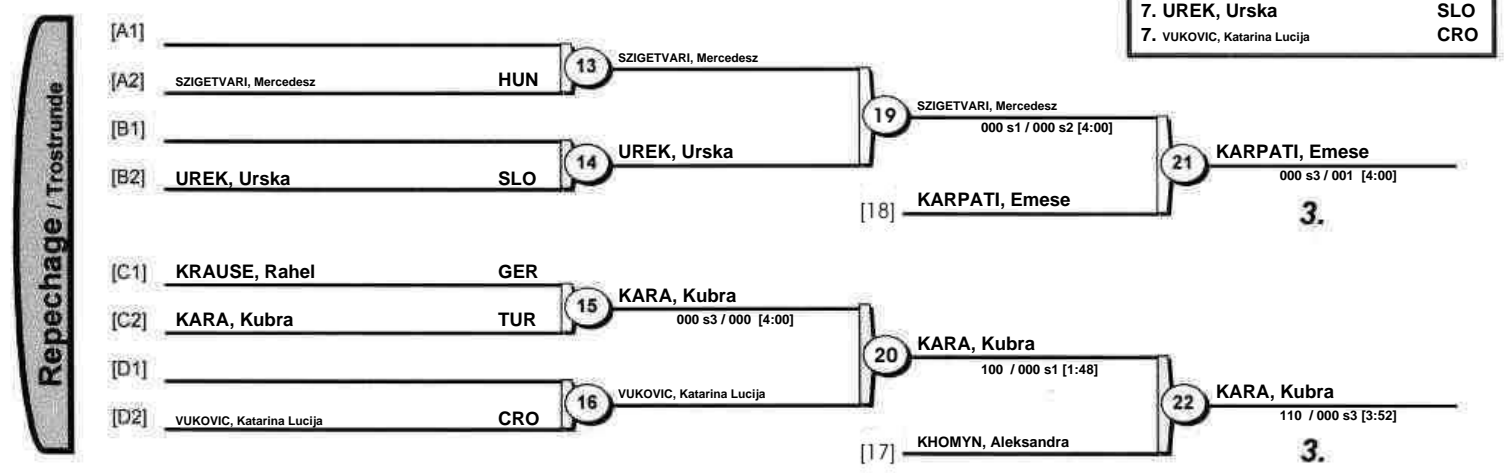 7. UREK, Urska SLO
7. VUKOVIC, Katarina Lucija CRO
Repechage / Trostrunde
[A1]
[A2] SZIGETVARI, Mercedesz HUN
13
SZIGETVARI, Mercedesz
[B1]
[B2] UREK, Urska SLO
14
UREK, Urska
19
SZIGETVARI, Mercedesz
000 s1 / 000 s2 [4:00]
[18] KARPATI, Emese
21
KARPATI, Emese
000 s3 / 001 [4:00]
3.
[C1] KRAUSE, Rahel GER
[C2] KARA, Kubra TUR
15
KARA, Kubra
000 s3 / 000 [4:00]
[D1]
[D2] VUKOVIC, Katarina Lucija CRO
16
VUKOVIC, Katarina Lucija
20
KARA, Kubra
100 / 000 s1 [1:48]
[17] KHOMYN, Aleksandra
22
KARA, Kubra
110 / 000 s3 [3:52]
3.